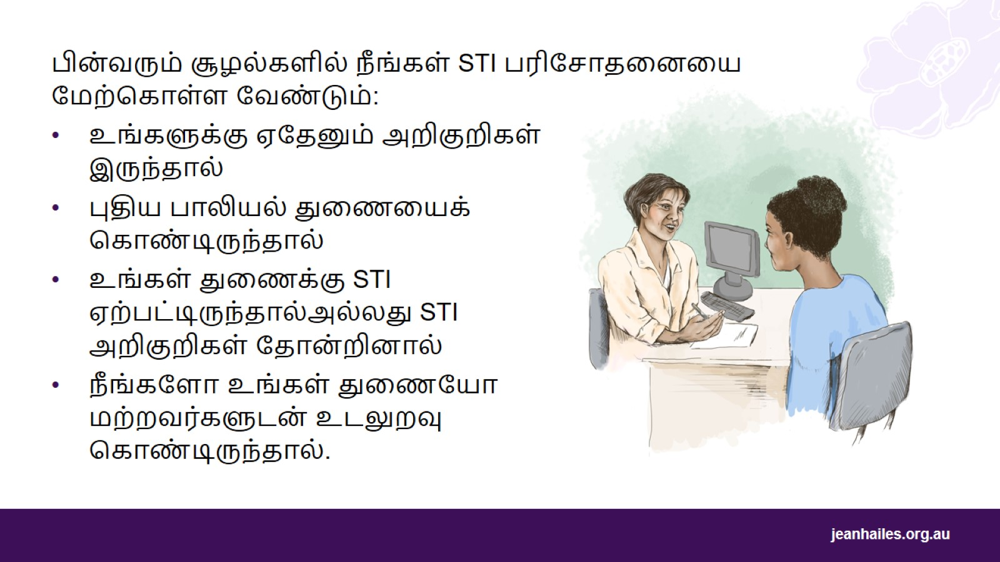 பின்வரும் சூழல்களில் நீங்கள் STI பரிசோதனையை
மேற்கொள்ள வேண்டும்:
• உங்களுக்கு ஏதேனும் அறிகுறிகள்
இருந்தால்
• புதிய பாலியல் துணையைக்
கொண்டிருந்தால்
• உங்கள் துணைக்கு STI
ஏற்பட்டிருந்தால்அல்லது STI
அறிகுறிகள் தோன்றினால்
• நீங்களோ உங்கள் துணையோ
மற்றவர்களுடன் உடலுறவு
கொண்டிருந்தால்.
jeanhailes.org.au